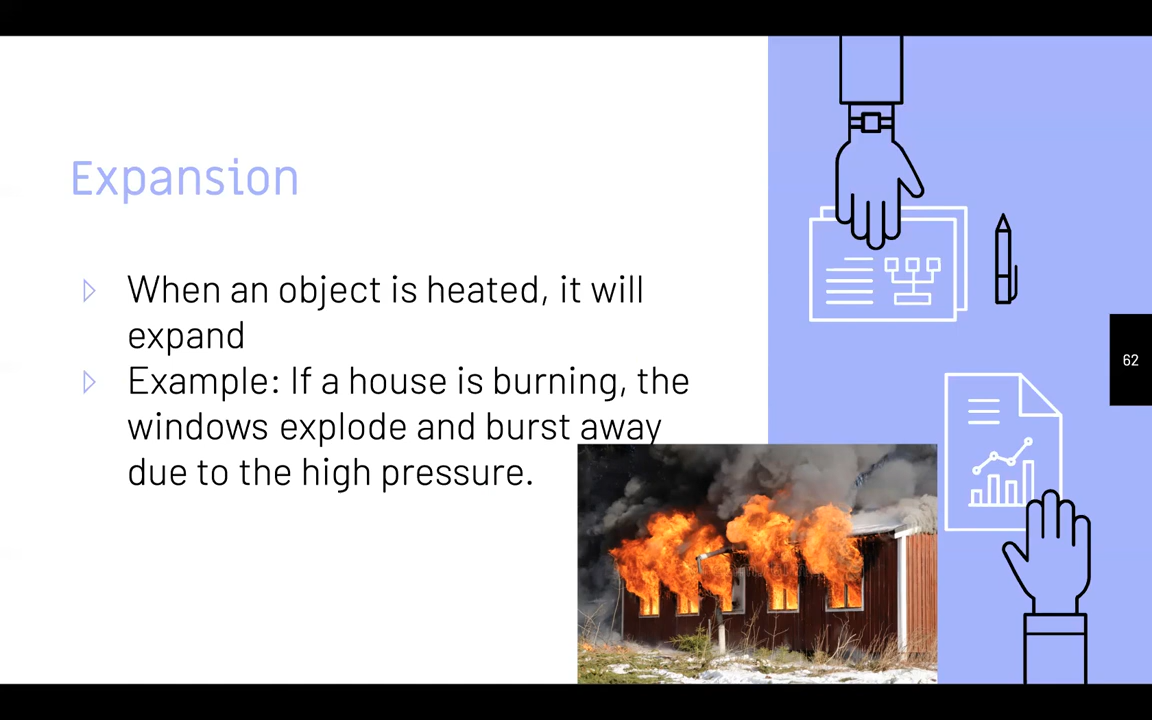 Expansion
When an object is heated, it will
expand
Example: If a house is burning, the
windows explode and burst away
due to the high pressure.
62